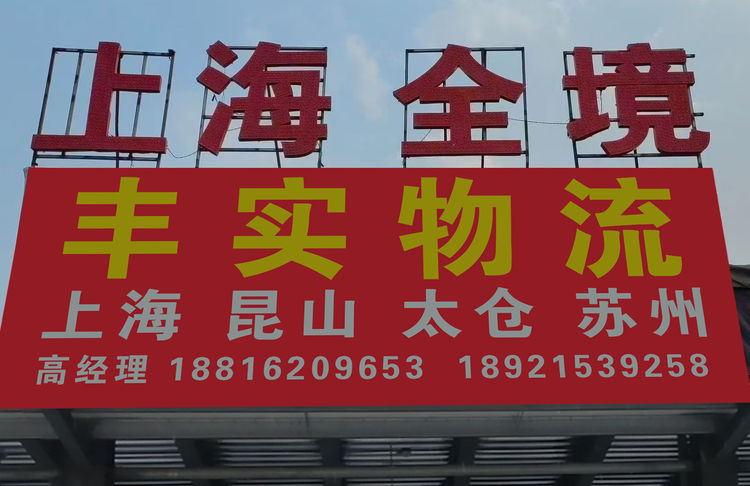 上海全境
丰实物流
上海 昆山 太仓 苏州
高经理 18816209653 18921539258